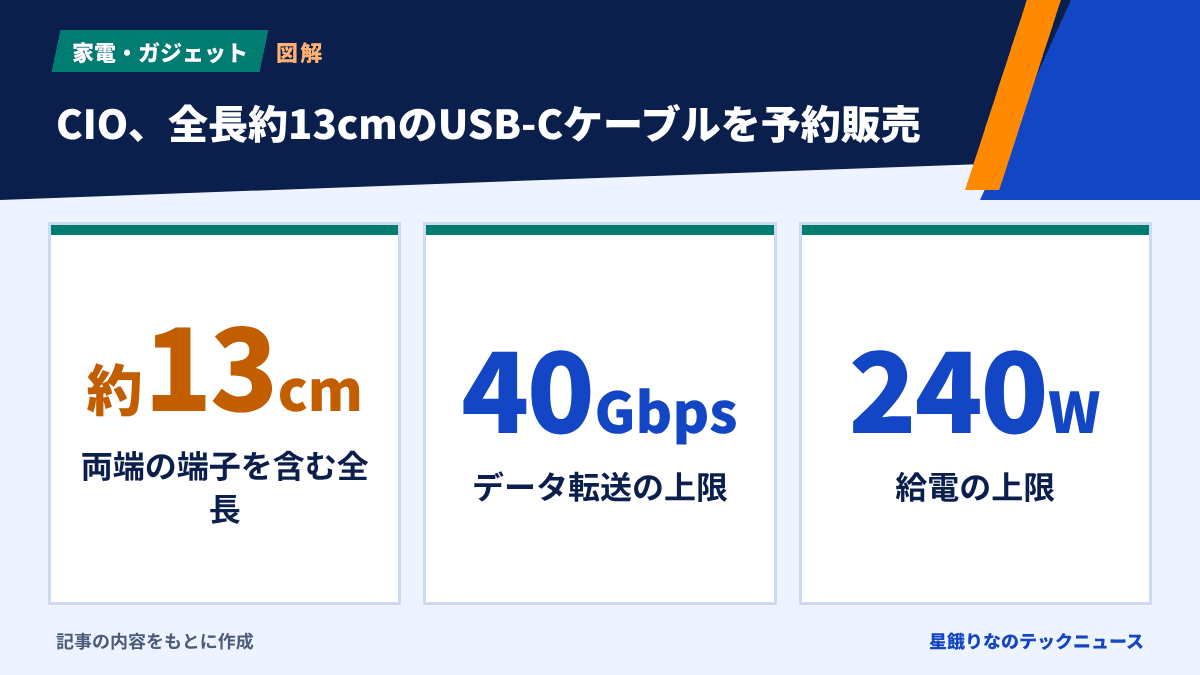 家電・ガジェット
図解
CIO、全長約13cmのUSB-Cケーブルを予約販売
約13cm
両端の端子を含む全
長
40Gbps
データ転送の上限
240W
給電の上限
記事の内容をもとに作成
星餓りなのテックニュース